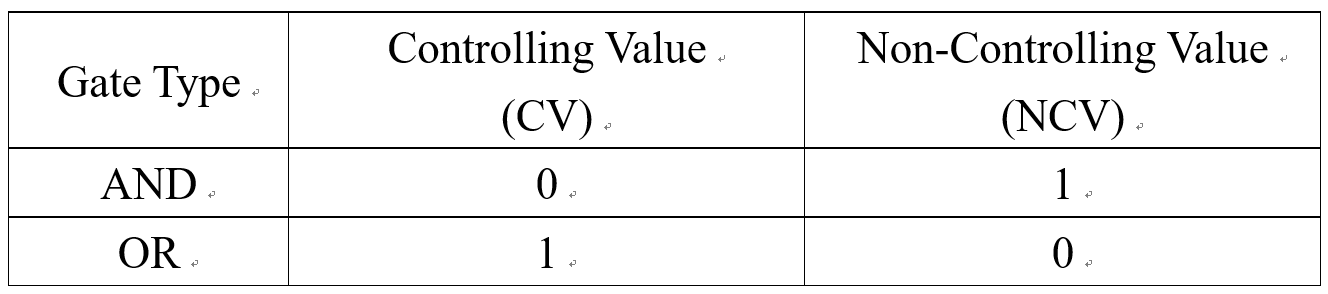 Gate Type
Controlling Value
(CV)
Non-Controlling Value
(NCV)
AND
0
1
OR
1
0